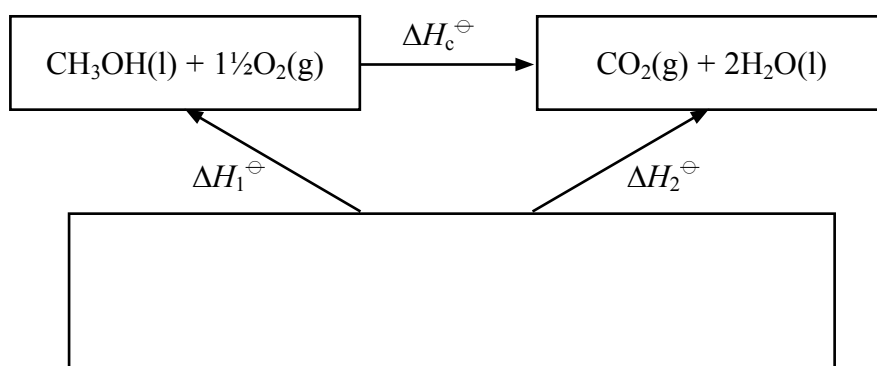 ΔH_c^⦵
CH₃OH(l) + 1½O₂(g)
CO₂(g) + 2H₂O(l)
ΔH₁^⦵
ΔH₂^⦵